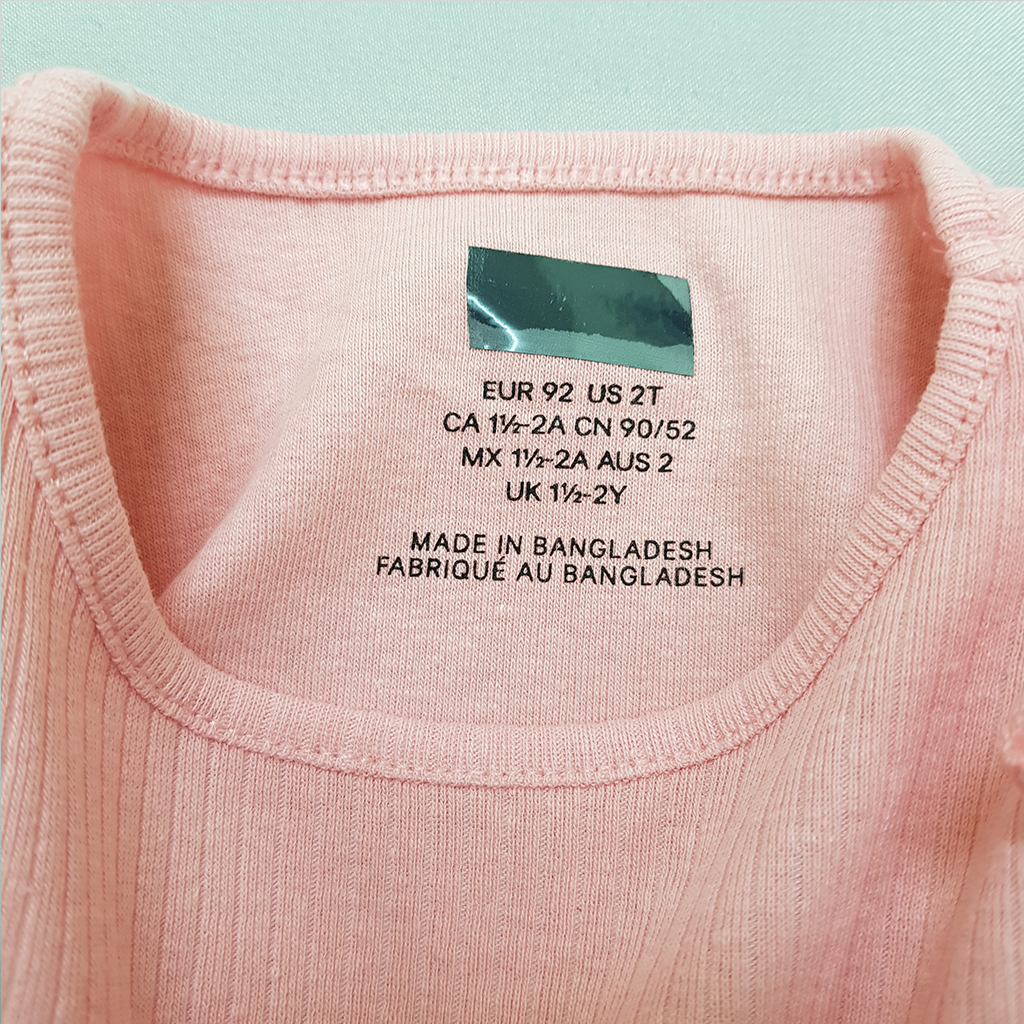 EUR 92 US 2T
CA 1½-2A CN 90/52
MX 1½-2A AUS 2
UK 1½-2Y
MADE IN BANGLADESH
FABRIQUÉ AU BANGLADESH